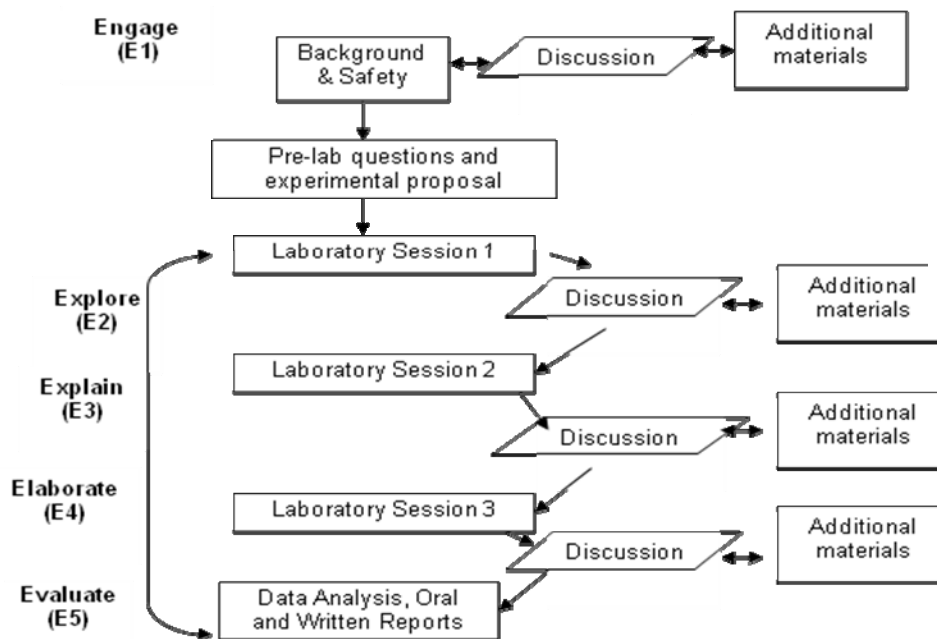 Engage
(E1)
Background
& Safety
Discussion
Additional
materials
Pre-lab questions and
experimental proposal
Laboratory Session 1
Explore
(E2)
Discussion
Additional
materials
Laboratory Session 2
Explain
(E3)
Discussion
Additional
materials
Elaborate
(E4)
Laboratory Session 3
Discussion
Additional
materials
Evaluate
(E5)
Data Analysis, Oral
and Written Reports